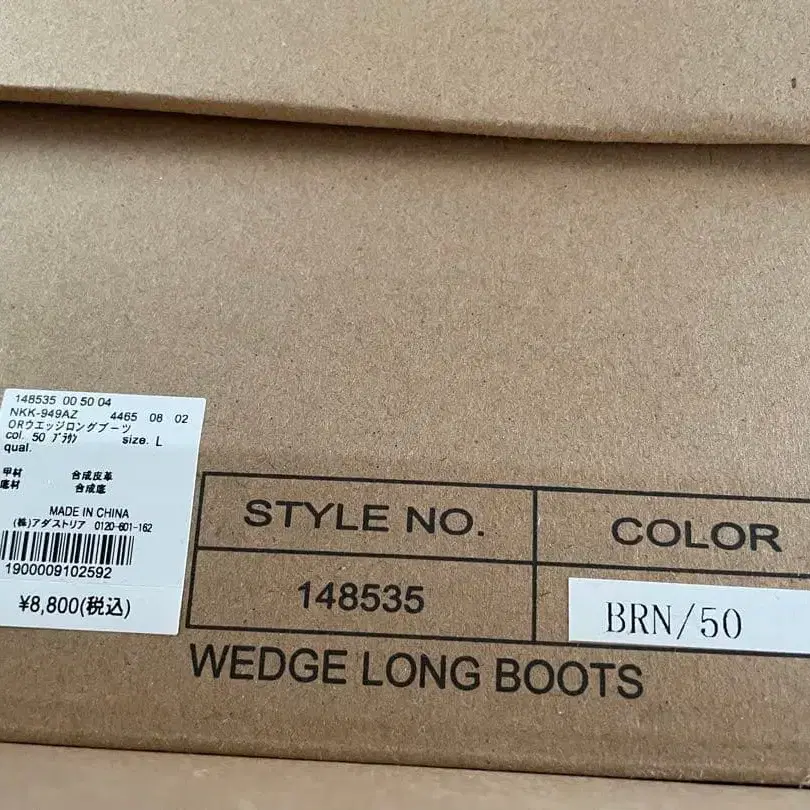 148535 00 50 04
NKK-949AZ 4465 08 02
ORウエッジロングブーツ
col. 50 ﾌﾞﾗｳﾝ size. L
qual.
甲材 合成皮革
底材 合成底
MADE IN CHINA
(株)アダストリア 0120-601-162
1900009102592
¥8,800(税込)
STYLE NO. COLOR
148535 BRN/50
WEDGE LONG BOOTS